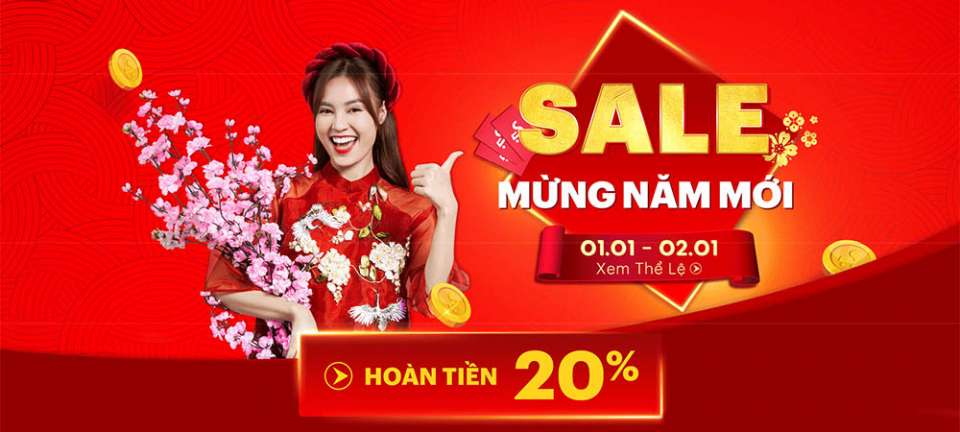 SALE
MỪNG NĂM MỚI
01.01 - 02.01
Xem Thể Lệ
HOÀN TIỀN 20%